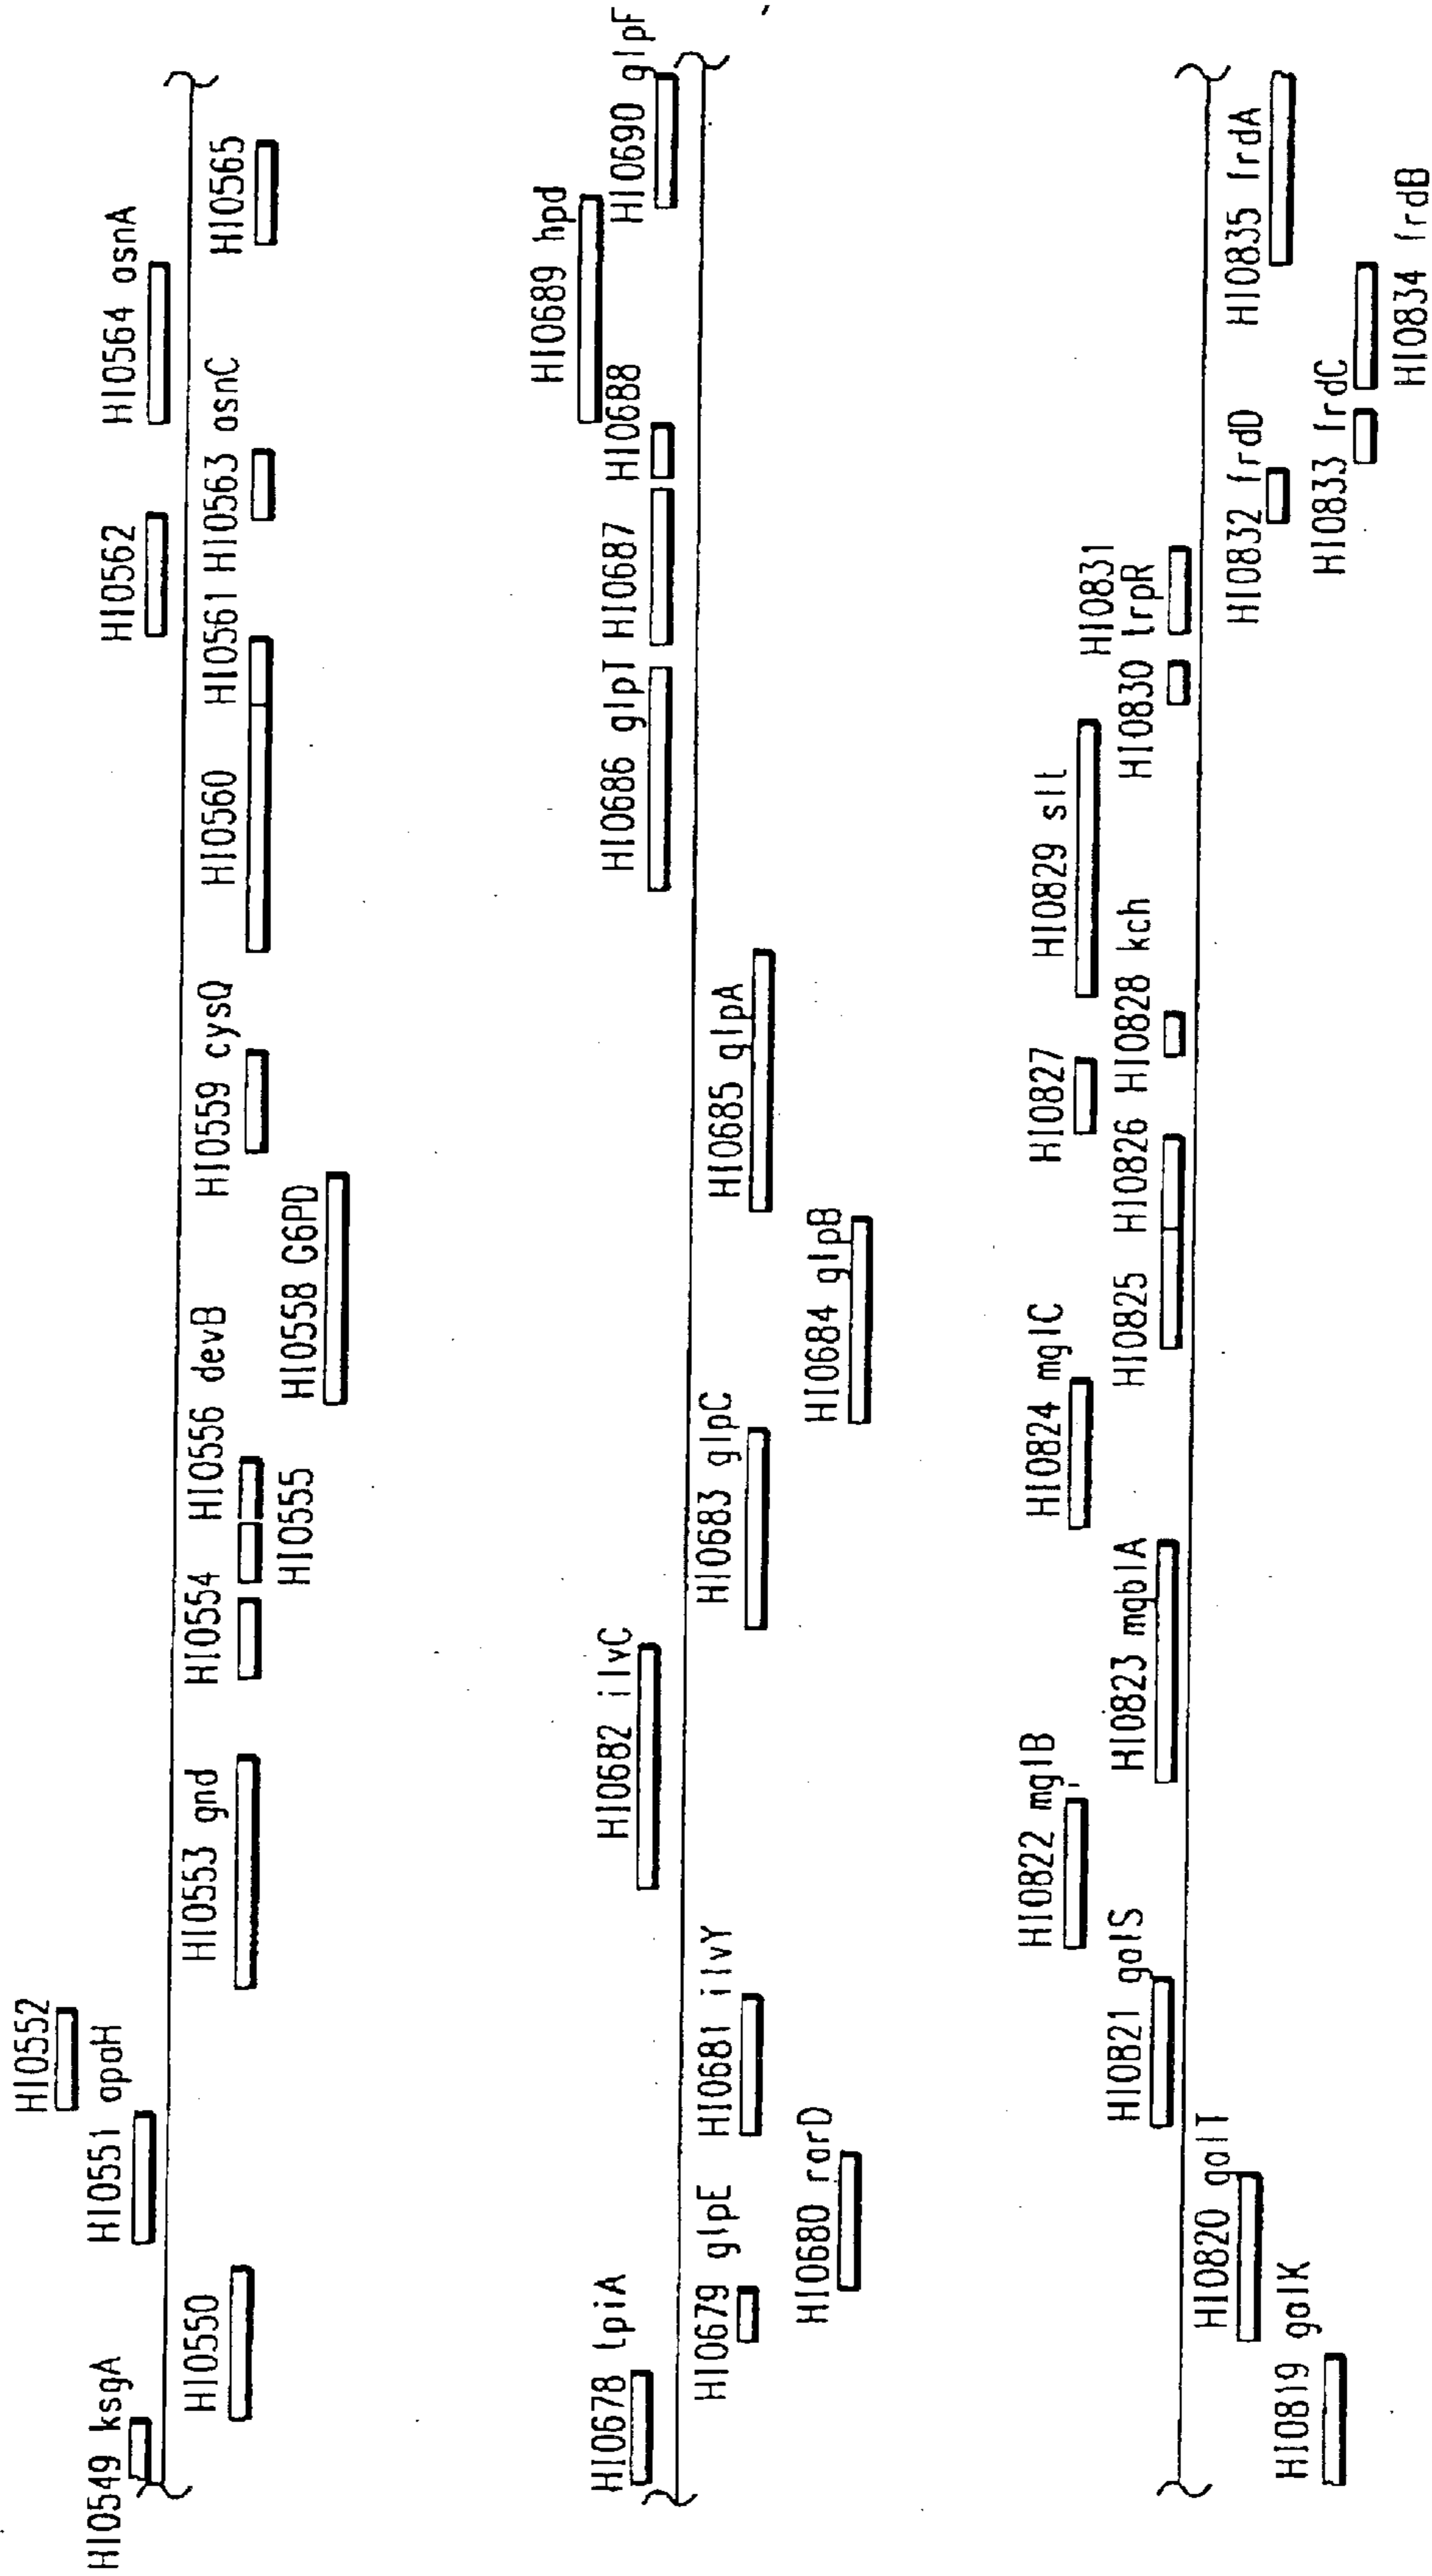 HI0549 ksgA
HI0550
HI0551 apaH
HI0552
HI0553 gnd
HI0554
HI0555
HI0556 devB
HI0558 G6PD
HI0559 cysQ
HI0560
HI0561
HI0562
HI0563 asnC
HI0564 asnA
HI0565
HI0678 tpiA
HI0679 glpE
HI0680 rarD
HI0681 ilvY
HI0682 ilvC
HI0683 glpC
HI0684 glpB
HI0685 glpA
HI0686 glpT
HI0687
HI0688
HI0689 hpd
HI0690 glpF
HI0819 galK
HI0820 galT
HI0821 galS
HI0822 mglB
HI0823 mgblA
HI0824 mglC
HI0825
HI0826
HI0827
HI0828 kch
HI0829 slt
HI0830
HI0831
trpR
HI0832 frdD
HI0833 frdC
HI0834 frdB
HI0835 frdA